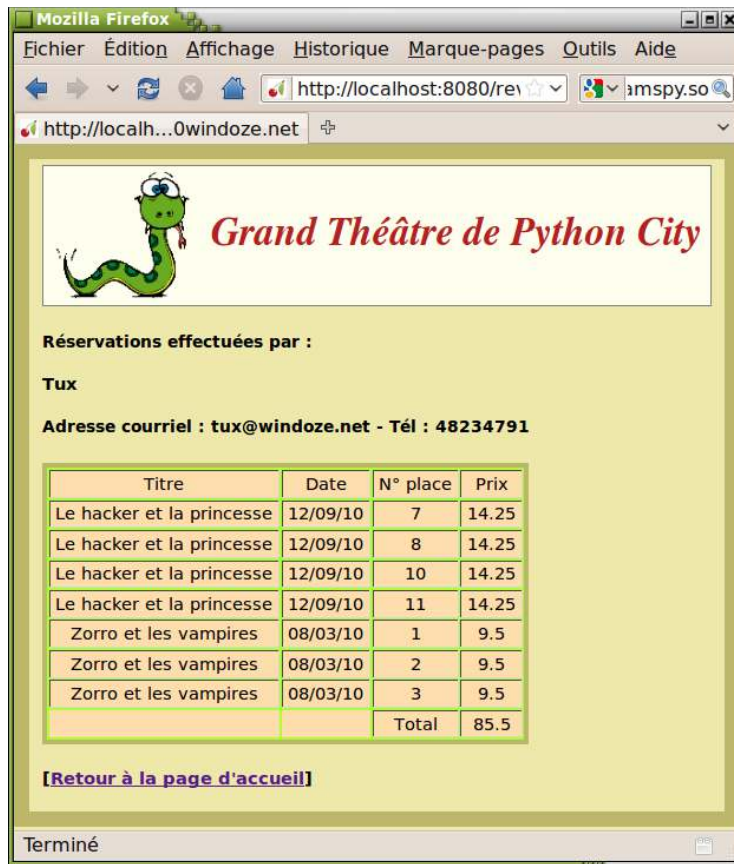 Mozilla Firefox
Fichier Édition Affichage Historique Marque-pages Outils Aide
http://localhost:8080/rev amspy.so
http://localh...0windoze.net
Grand Théâtre de Python City
Réservations effectuées par :
Tux
Adresse courriel : tux@windoze.net - Tél : 48234791
Titre Date N° place Prix
Le hacker et la princesse 12/09/10 7 14.25
Le hacker et la princesse 12/09/10 8 14.25
Le hacker et la princesse 12/09/10 10 14.25
Le hacker et la princesse 12/09/10 11 14.25
Zorro et les vampires 08/03/10 1 9.5
Zorro et les vampires 08/03/10 2 9.5
Zorro et les vampires 08/03/10 3 9.5
Total 85.5
[Retour à la page d'accueil]
Terminé